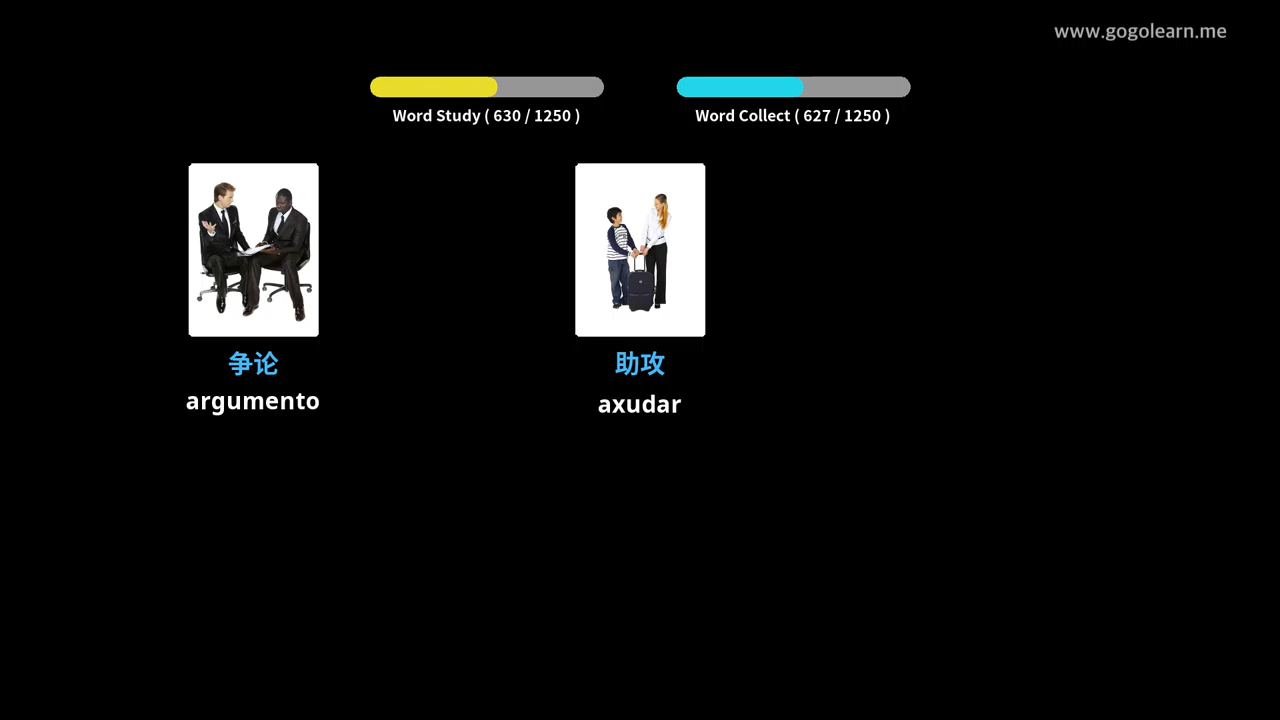 www.gogolearn.me
Word Study ( 630 / 1250 )
Word Collect ( 627 / 1250 )
争论
argumento
助攻
axudar